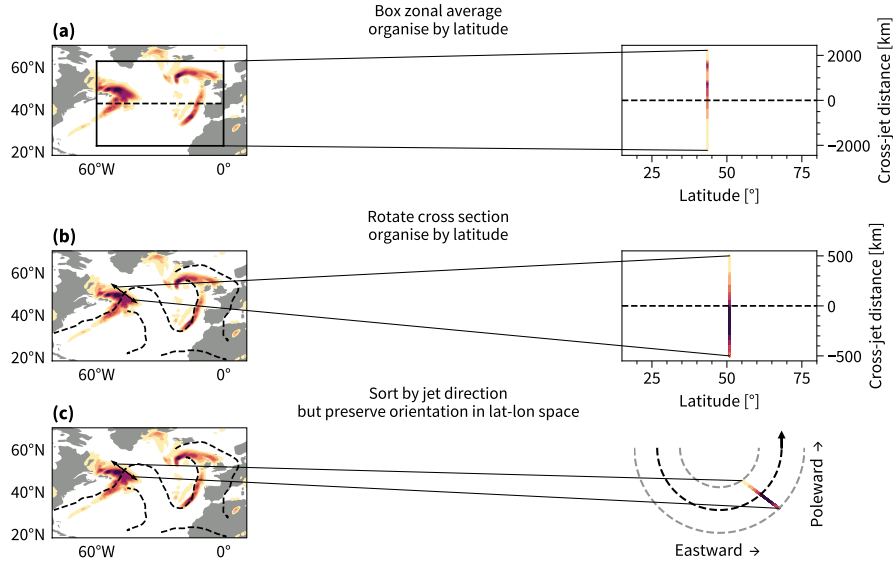 Box zonal average
organise by latitude
(a)
60°N
40°N
20°N
60°W
0°
2000
0
−2000
Cross-jet distance [km]
25
50
75
Latitude [°]
Rotate cross section
organise by latitude
(b)
60°N
40°N
20°N
60°W
0°
500
0
−500
Cross-jet distance [km]
25
50
75
Latitude [°]
Sort by jet direction
but preserve orientation in lat-lon space
(c)
60°N
40°N
20°N
60°W
0°
Poleward →
Eastward →